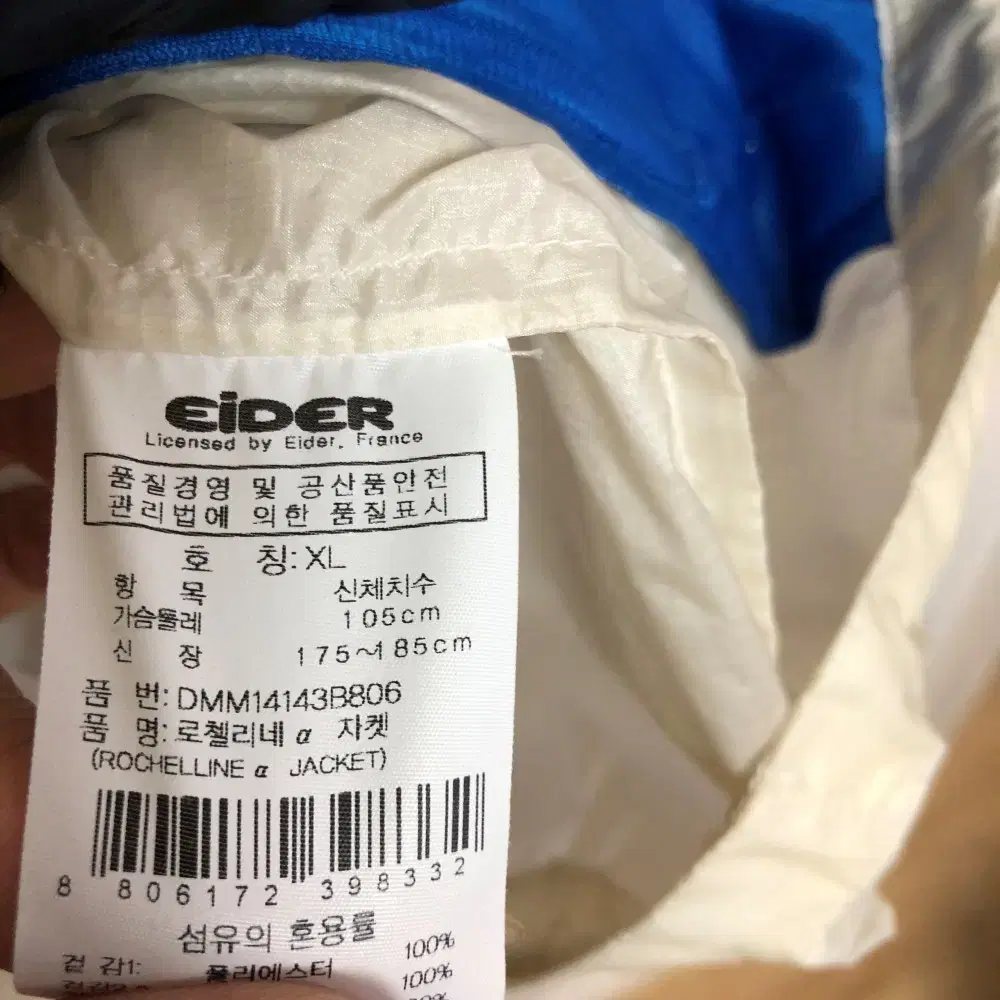 EiDER
Licensed by Eider, France
품질경영 및 공산품안전
관리법에 의한 품질표시
호 칭: XL
항 목 신체치수
가슴둘레 105cm
신 장 175~185cm
품 번: DMM14143B806
품 명: 로첼리네 α 자켓
(ROCHELLINE α JACKET)
8 806172 398332
섬유의 혼용률
겉 감1: 폴리에스터 100%
100%